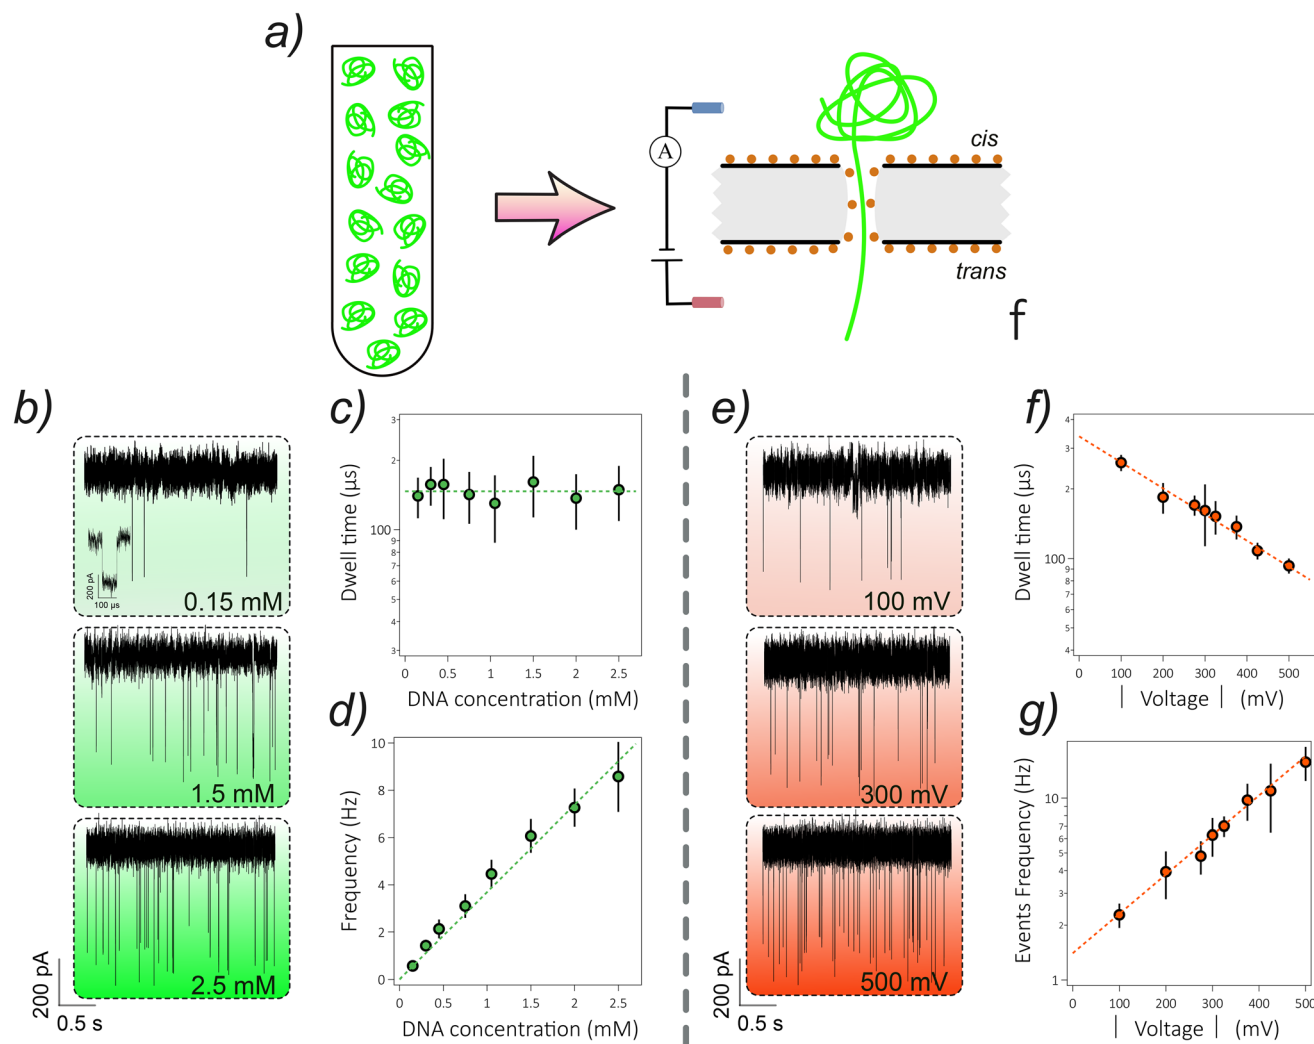 a)
A
cis
trans
f
b)
200 pA
100 µs
0.15 mM
1.5 mM
2.5 mM
200 pA
0.5 s
c)
Dwell time (µs)
3
2
100
9
8
7
6
5
4
3
0
0.5
1
1.5
2
2.5
DNA concentration (mM)
d)
Frequency (Hz)
10
8
6
4
2
0
0
0.5
1
1.5
2
2.5
DNA concentration (mM)
e)
100 mV
300 mV
500 mV
200 pA
0.5 s
f)
Dwell time (µs)
4
3
2
100
9
8
7
6
5
4
0
100
200
300
400
500
| Voltage | (mV)
g)
Events Frequency (Hz)
10
7
6
5
4
3
2
1
0
100
200
300
400
500
| Voltage | (mV)